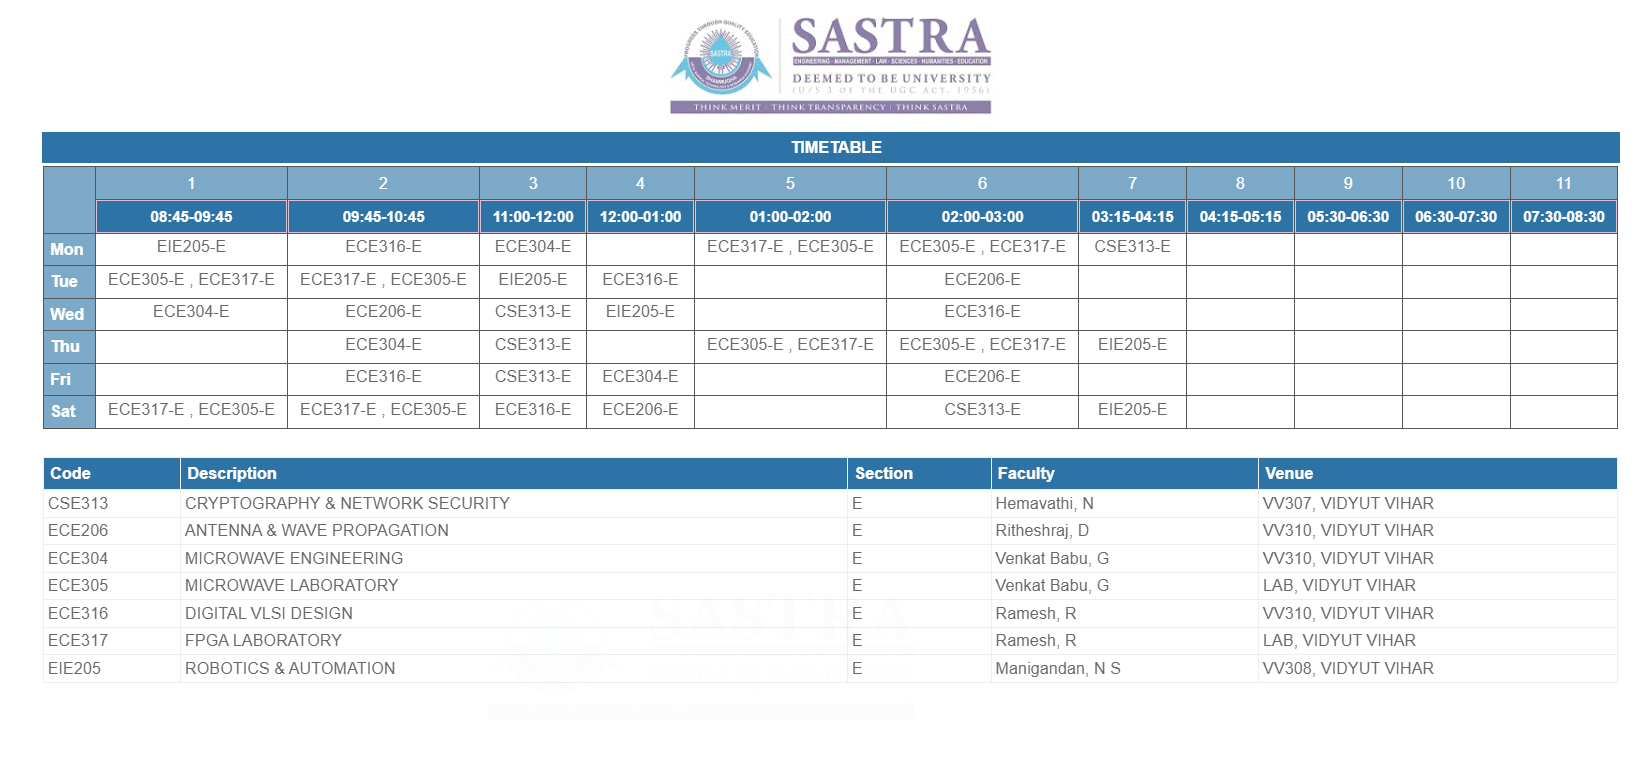 PROGRESS THROUGH QUALITY EDUCATION
SASTRA
SHANMUGHA
SASTRA
ENGINEERING · MANAGEMENT · LAW · SCIENCES · HUMANITIES · EDUCATION
DEEMED TO BE UNIVERSITY
(U/S 3 OF THE UGC ACT, 1956)
THINK MERIT | THINK TRANSPARENCY | THINK SASTRA
TIMETABLE
1 2 3 4 5 6 7 8 9 10 11
08:45-09:45 09:45-10:45 11:00-12:00 12:00-01:00 01:00-02:00 02:00-03:00 03:15-04:15 04:15-05:15 05:30-06:30 06:30-07:30 07:30-08:30
Mon EIE205-E ECE316-E ECE304-E ECE317-E , ECE305-E ECE305-E , ECE317-E CSE313-E
Tue ECE305-E , ECE317-E ECE317-E , ECE305-E EIE205-E ECE316-E ECE206-E
Wed ECE304-E ECE206-E CSE313-E EIE205-E ECE316-E
Thu ECE304-E CSE313-E ECE305-E , ECE317-E ECE305-E , ECE317-E EIE205-E
Fri ECE316-E CSE313-E ECE304-E ECE206-E
Sat ECE317-E , ECE305-E ECE317-E , ECE305-E ECE316-E ECE206-E CSE313-E EIE205-E
Code Description Section Faculty Venue
CSE313 CRYPTOGRAPHY & NETWORK SECURITY E Hemavathi, N VV307, VIDYUT VIHAR
ECE206 ANTENNA & WAVE PROPAGATION E Ritheshraj, D VV310, VIDYUT VIHAR
ECE304 MICROWAVE ENGINEERING E Venkat Babu, G VV310, VIDYUT VIHAR
ECE305 MICROWAVE LABORATORY E Venkat Babu, G LAB, VIDYUT VIHAR
ECE316 DIGITAL VLSI DESIGN E Ramesh, R VV310, VIDYUT VIHAR
ECE317 FPGA LABORATORY E Ramesh, R LAB, VIDYUT VIHAR
EIE205 ROBOTICS & AUTOMATION E Manigandan, N S VV308, VIDYUT VIHAR